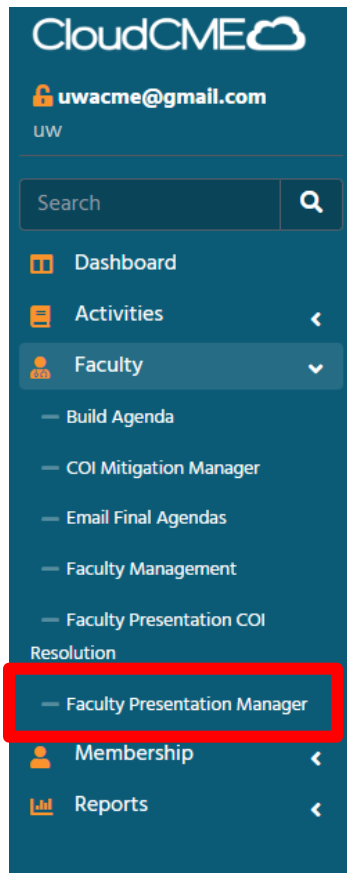 CloudCME
uwacme@gmail.com
uw
Search
Dashboard
Activities
Faculty
Build Agenda
COI Mitigation Manager
Email Final Agendas
Faculty Management
Faculty Presentation COI
Resolution
Faculty Presentation Manager
Membership
Reports